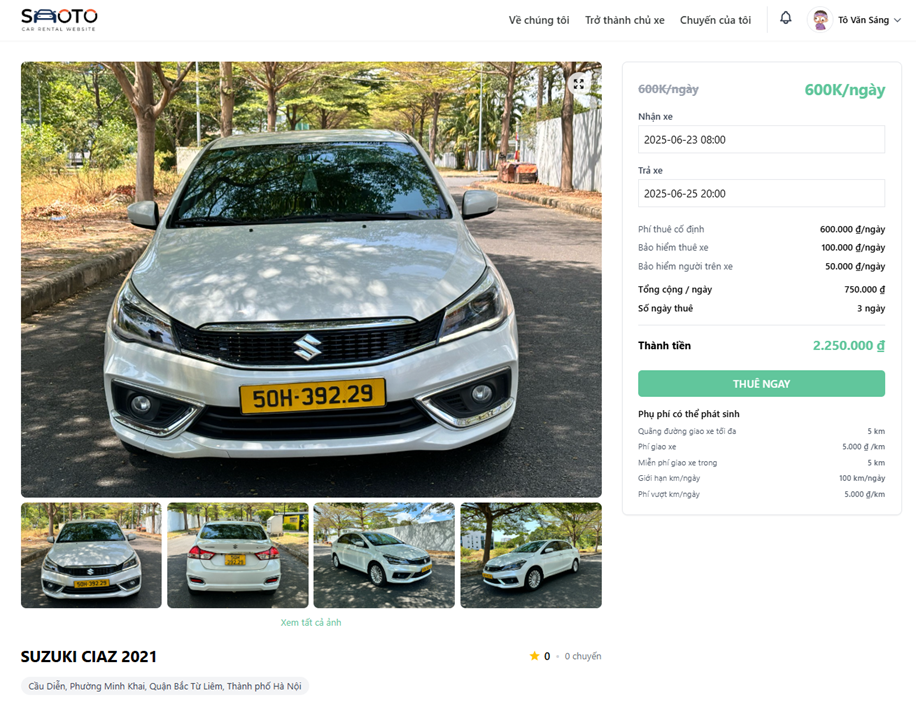 SAOTO
CAR RENTAL WEBSITE
Về chúng tôi
Trở thành chủ xe
Chuyến của tôi
Tô Văn Sáng
50H-392.29
50H-392.29
Xem tất cả ảnh
SUZUKI CIAZ 2021
0 • 0 chuyến
Cầu Diễn, Phường Minh Khai, Quận Bắc Từ Liêm, Thành phố Hà Nội
600K/ngày 600K/ngày
Nhận xe
2025-06-23 08:00
Trả xe
2025-06-25 20:00
Phí thuê cố định 600.000 ₫/ngày
Bảo hiểm thuê xe 100.000 ₫/ngày
Bảo hiểm người trên xe 50.000 ₫/ngày
Tổng cộng / ngày 750.000 ₫
Số ngày thuê 3 ngày
Thành tiền 2.250.000 ₫
THUÊ NGAY
Phụ phí có thể phát sinh
Quãng đường giao xe tối đa 5 km
Phí giao xe 5.000 ₫ /km
Miễn phí giao xe trong 5 km
Giới hạn km/ngày 100 km/ngày
Phí vượt km/ngày 5.000 ₫/km